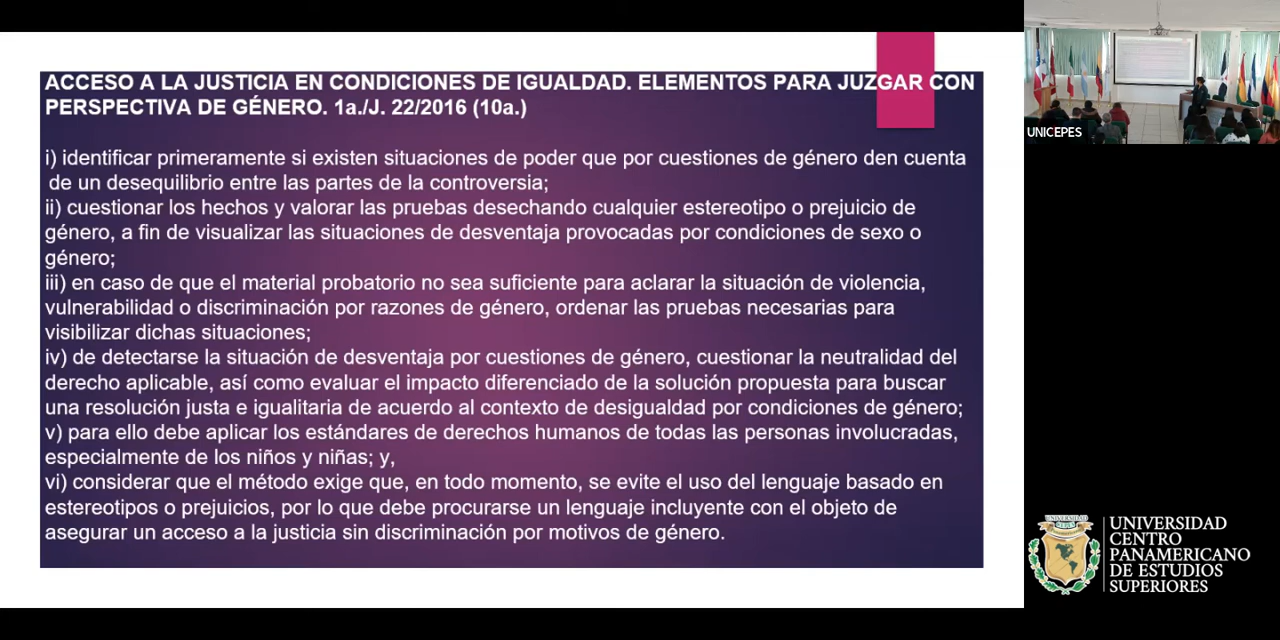 ACCESO A LA JUSTICIA EN CONDICIONES DE IGUALDAD. ELEMENTOS PARA JUZGAR CON
PERSPECTIVA DE GÉNERO. 1a./J. 22/2016 (10a.)
i) identificar primeramente si existen situaciones de poder que por cuestiones de género den cuenta
de un desequilibrio entre las partes de la controversia;
ii) cuestionar los hechos y valorar las pruebas desechando cualquier estereotipo o prejuicio de
género, a fin de visualizar las situaciones de desventaja provocadas por condiciones de sexo o
género;
iii) en caso de que el material probatorio no sea suficiente para aclarar la situación de violencia,
vulnerabilidad o discriminación por razones de género, ordenar las pruebas necesarias para
visibilizar dichas situaciones;
iv) de detectarse la situación de desventaja por cuestiones de género, cuestionar la neutralidad del
derecho aplicable, así como evaluar el impacto diferenciado de la solución propuesta para buscar
una resolución justa e igualitaria de acuerdo al contexto de desigualdad por condiciones de género;
v) para ello debe aplicar los estándares de derechos humanos de todas las personas involucradas,
especialmente de los niños y niñas; y,
vi) considerar que el método exige que, en todo momento, se evite el uso del lenguaje basado en
estereotipos o prejuicios, por lo que debe procurarse un lenguaje incluyente con el objeto de
asegurar un acceso a la justicia sin discriminación por motivos de género.
UNICEPES
UNIVERSIDAD
CENTRO
PANAMERICANO
DE ESTUDIOS
SUPERIORES